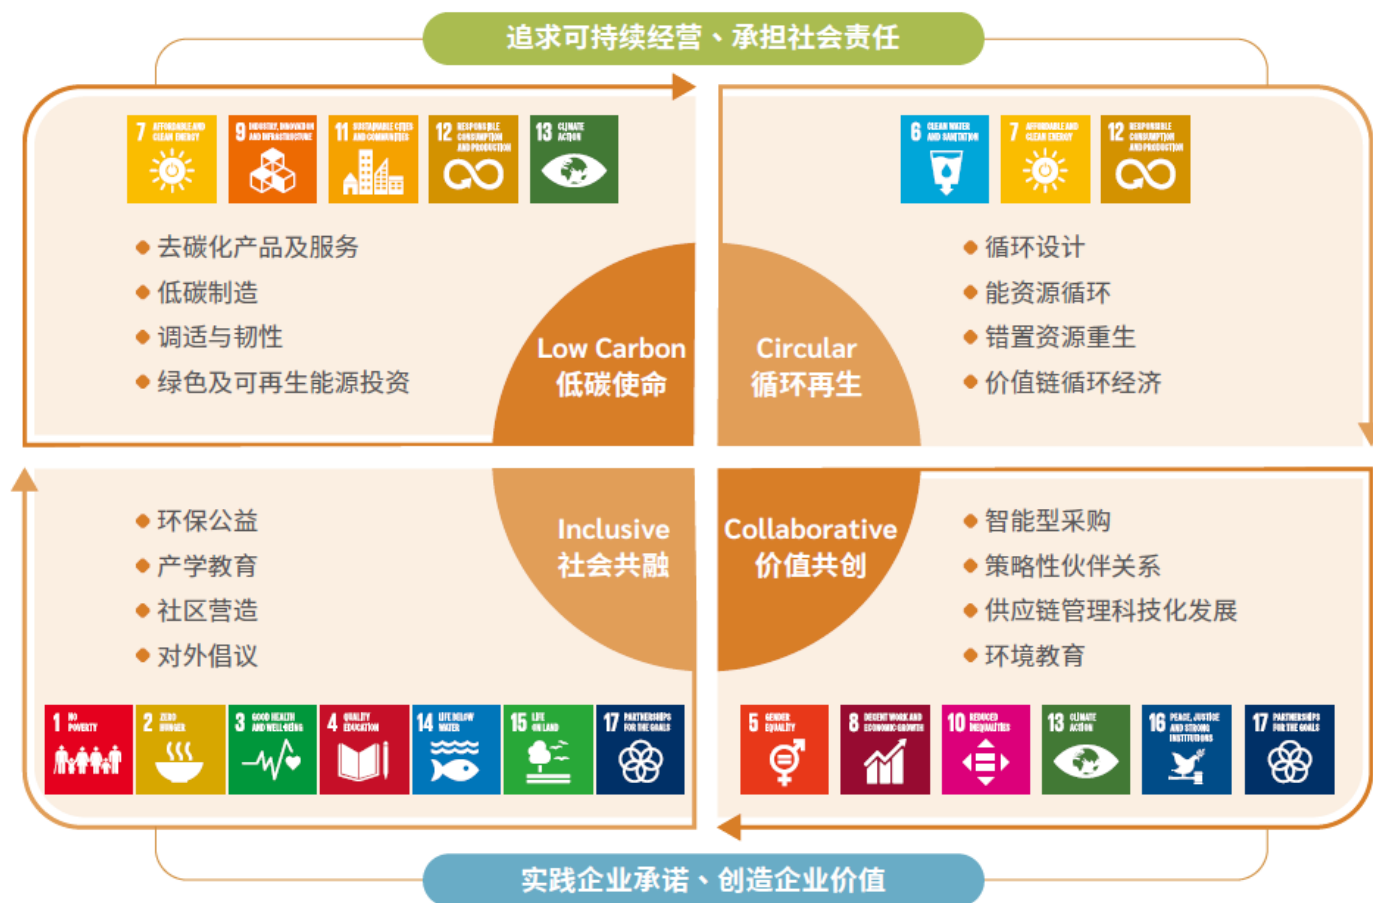 追求可持续经营、承担社会责任
7 AFFORDABLE AND
CLEAN ENERGY
9 INDUSTRY, INNOVATION
AND INFRASTRUCTURE
11 SUSTAINABLE CITIES
AND COMMUNITIES
12 RESPONSIBLE
CONSUMPTION
AND PRODUCTION
13 CLIMATE
ACTION
去碳化产品及服务
低碳制造
调适与韧性
绿色及可再生能源投资
Low Carbon
低碳使命
6 CLEAN WATER
AND SANITATION
7 AFFORDABLE AND
CLEAN ENERGY
12 RESPONSIBLE
CONSUMPTION
AND PRODUCTION
循环设计
能资源循环
错置资源重生
价值链循环经济
Circular
循环再生
环保公益
产学教育
社区营造
对外倡议
Inclusive
社会共融
1 NO
POVERTY
2 ZERO
HUNGER
3 GOOD HEALTH
AND WELL-BEING
4 QUALITY
EDUCATION
14 LIFE BELOW
WATER
15 LIFE
ON LAND
17 PARTNERSHIPS
FOR THE GOALS
Collaborative
价值共创
智能型采购
策略性伙伴关系
供应链管理科技化发展
环境教育
5 GENDER
EQUALITY
8 DECENT WORK AND
ECONOMIC GROWTH
10 REDUCED
INEQUALITIES
13 CLIMATE
ACTION
16 PEACE, JUSTICE
AND STRONG
INSTITUTIONS
17 PARTNERSHIPS
FOR THE GOALS
实践企业承诺、创造企业价值